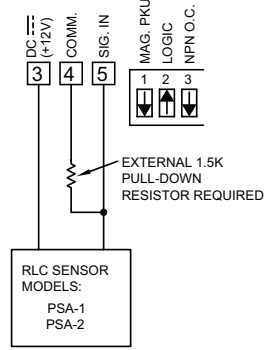 DC
(+12V)
COMM.
SIG. IN
MAG. PKU
LOGIC
NPN O.C.
3 4 5
1 2 3
EXTERNAL 1.5K
PULL-DOWN
RESISTOR REQUIRED
RLC SENSOR
MODELS:
PSA-1
PSA-2